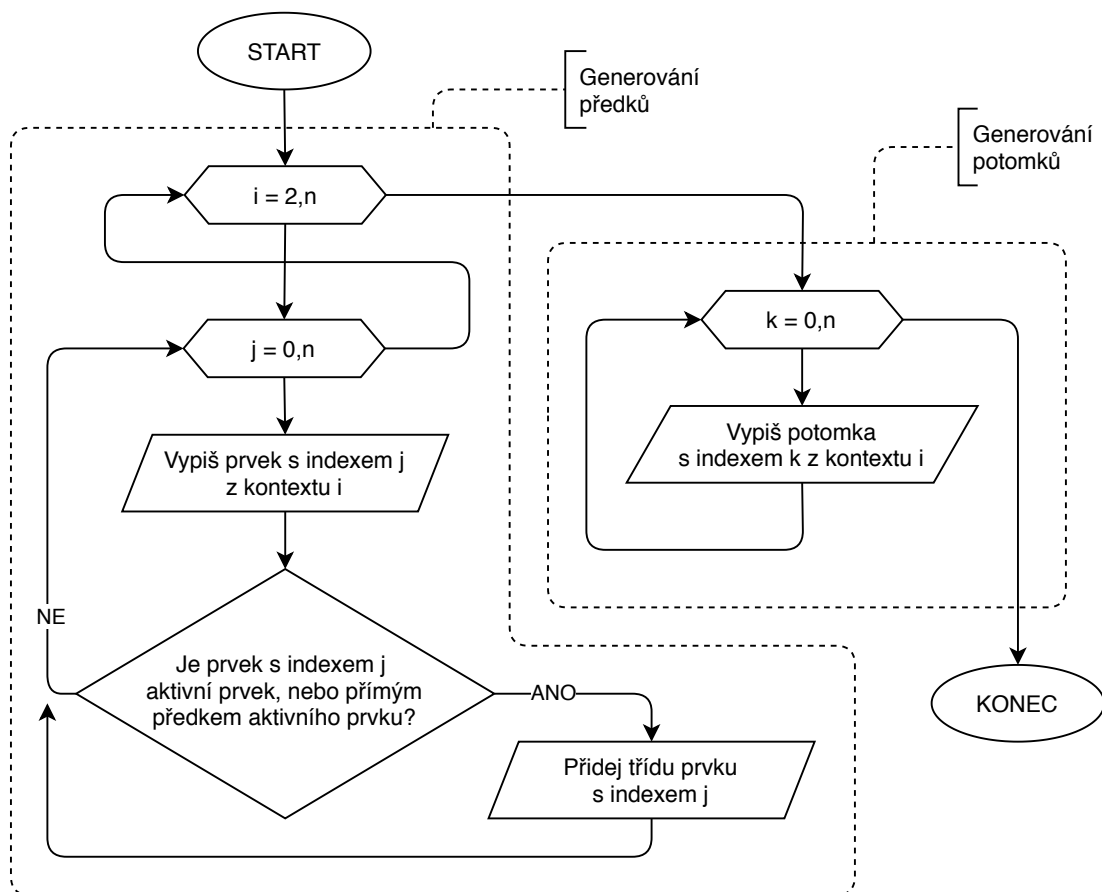 START
Generování
předků
Generování
potomků
i = 2,n
j = 0,n
k = 0,n
Vypiš prvek s indexem j
z kontextu i
Vypiš potomka
s indexem k z kontextu i
NE
Je prvek s indexem j
aktivní prvek, nebo přímým
předkem aktivního prvku?
ANO
Přidej třídu prvku
s indexem j
KONEC